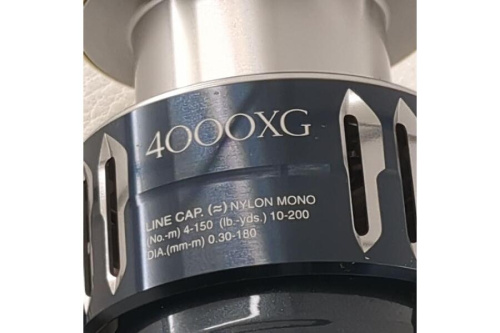 4000XG
LINE CAP. (≈) NYLON MONO
(No.-m) 4-150 (lb.-yds.) 10-200
DIA.(mm-m) 0.30-180